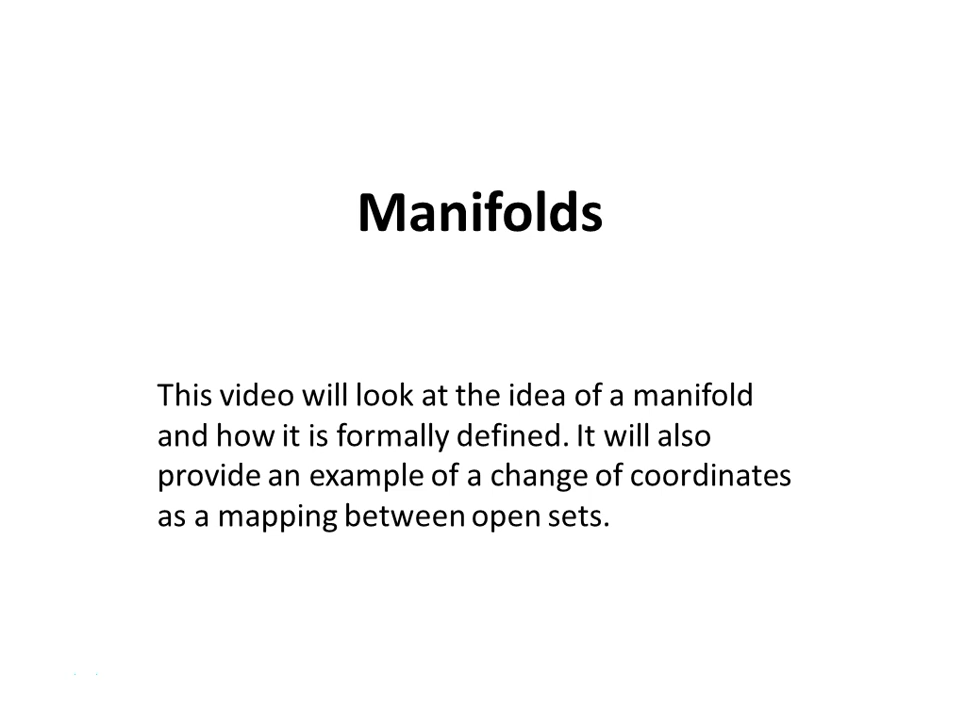 Manifolds
This video will look at the idea of a manifold
and how it is formally defined. It will also
provide an example of a change of coordinates
as a mapping between open sets.